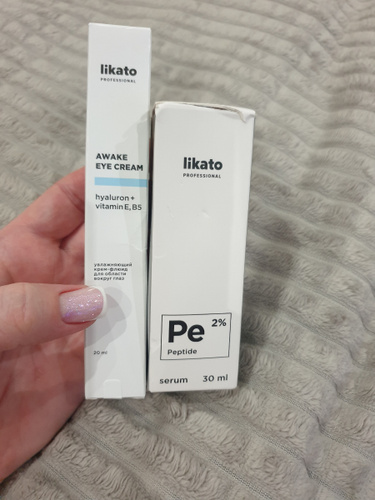 likato
PROFESSIONAL
AWAKE
EYE CREAM
hyaluron +
vitamin E, B5
увлажняющий
крем-флюид
для области
вокруг глаз
20 ml
likato
PROFESSIONAL
Pe 2%
Peptide
serum 30 ml